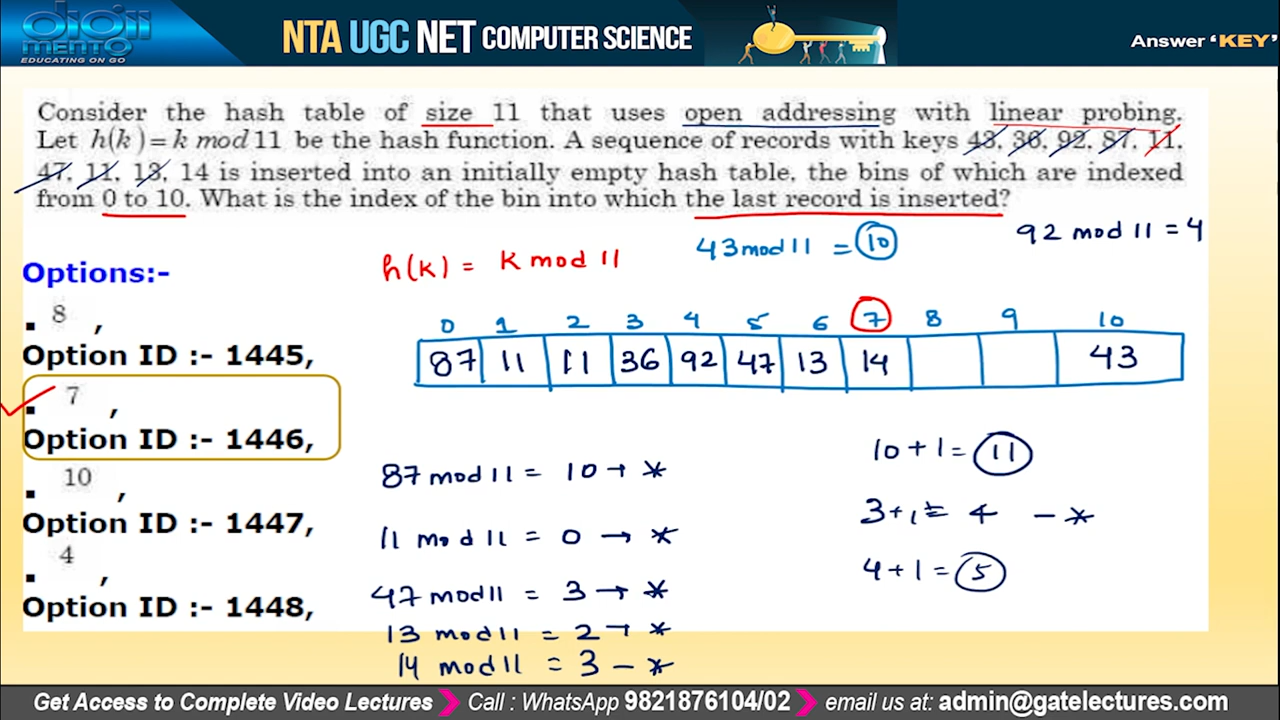 DIGII
MENTO
EDUCATING ON GO
NTA UGC NET COMPUTER SCIENCE
Answer ‘KEY’
Consider the hash table of size 11 that uses open addressing with linear probing.
Let h(k)=k mod 11 be the hash function. A sequence of records with keys 43, 36, 92, 87, 11,
47, 11, 13, 14 is inserted into an initially empty hash table, the bins of which are indexed
from 0 to 10. What is the index of the bin into which the last record is inserted?
Options:-
8 ,
Option ID :- 1445,
7 ,
Option ID :- 1446,
10 ,
Option ID :- 1447,
4 ,
Option ID :- 1448,
h(k) = k mod 11
43 mod 11 = 10
92 mod 11 = 4
0 1 2 3 4 5 6 7 8 9 10
87 11 11 36 92 47 13 14 43
87 mod 11 = 10 → *
11 mod 11 = 0 → *
47 mod 11 = 3 → *
13 mod 11 = 2 → *
14 mod 11 = 3 - *
10 + 1 = 11
3 + 1 = 4 - *
4 + 1 = 5
Get Access to Complete Video Lectures Call : WhatsApp 9821876104/02 email us at: admin@gatelectures.com